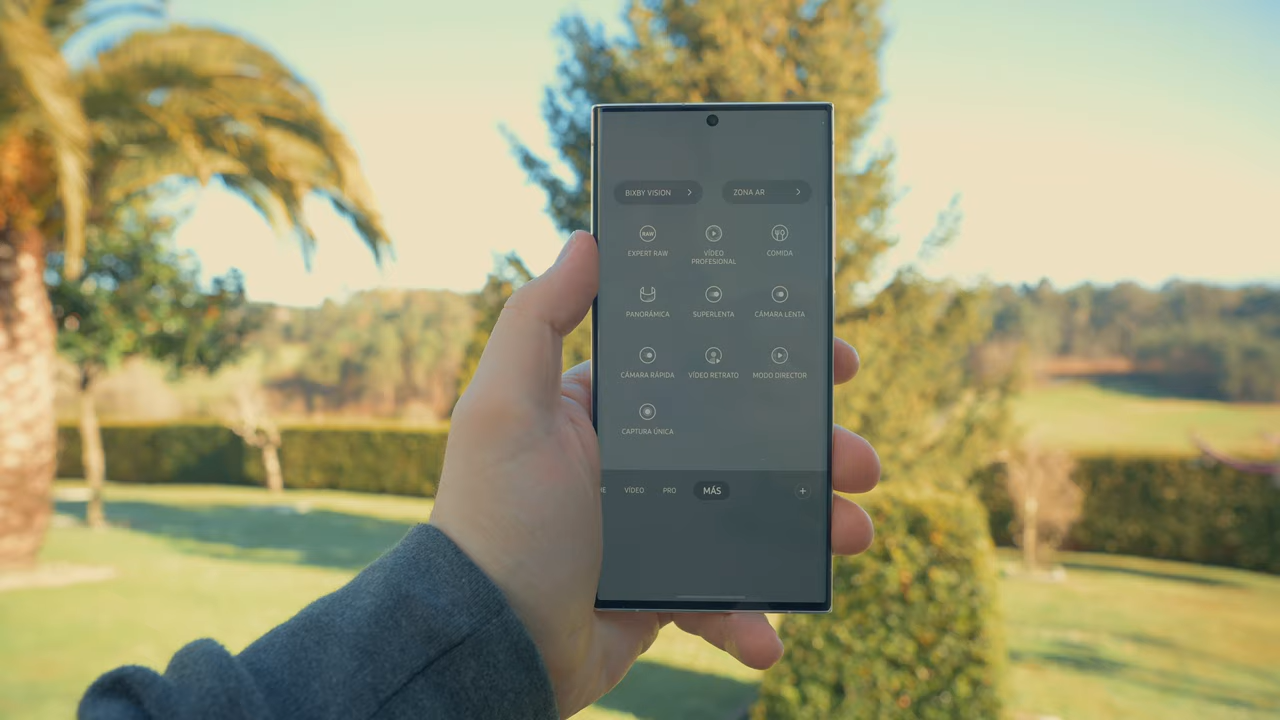 BIXBY VISION
ZONA AR
RAW
EXPERT RAW
VÍDEO
PROFESIONAL
COMIDA
PANORÁMICA
SUPERLENTA
CÁMARA LENTA
CÁMARA RÁPIDA
VÍDEO RETRATO
MODO DIRECTOR
CAPTURA ÚNICA
VÍDEO
PRO
MÁS
+